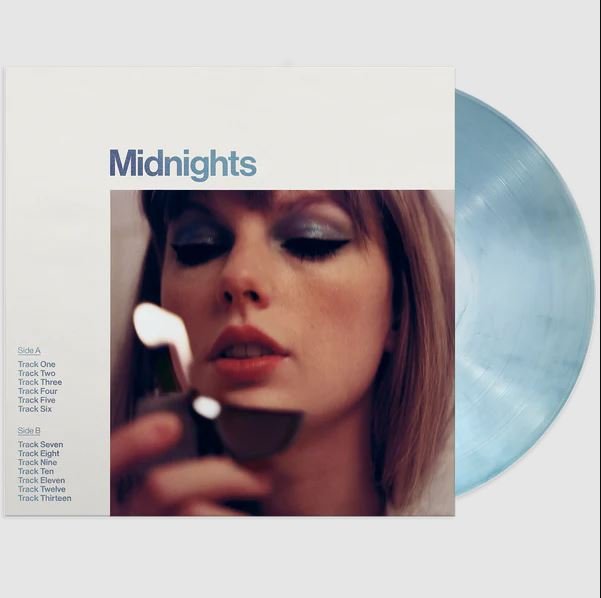 Midnights
Side A
Track One
Track Two
Track Three
Track Four
Track Five
Track Six
Side B
Track Seven
Track Eight
Track Nine
Track Ten
Track Eleven
Track Twelve
Track Thirteen